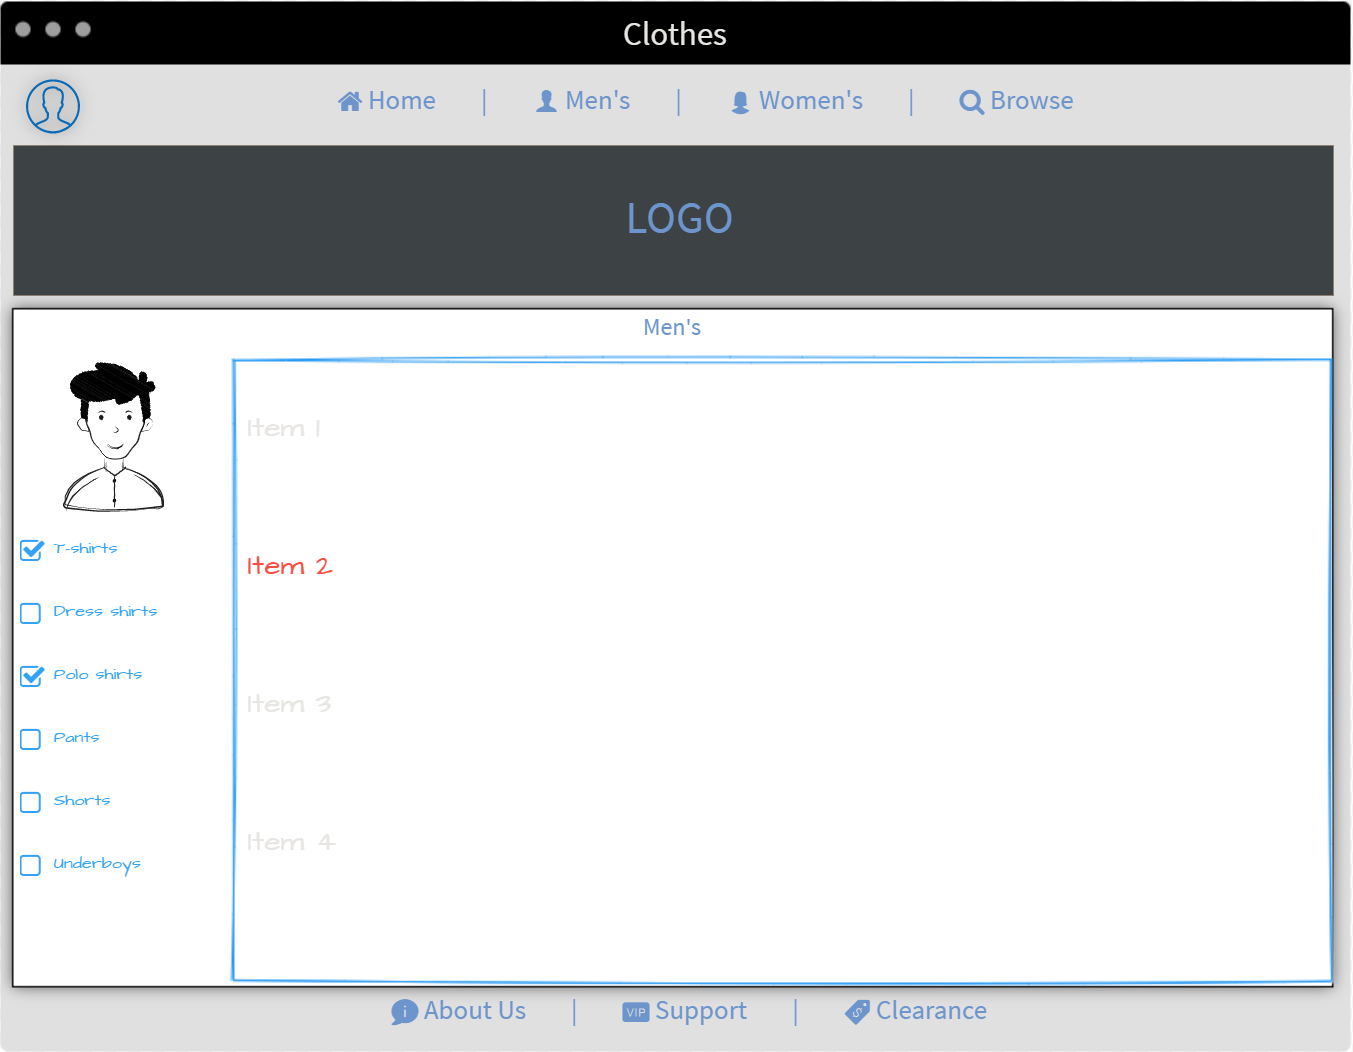 Clothes
Home | Men's | Women's | Browse
LOGO
Men's
Item 1
Item 2
Item 3
Item 4
T-shirts
Dress shirts
Polo shirts
Pants
Shorts
Underboys
About Us | VIP Support | Clearance